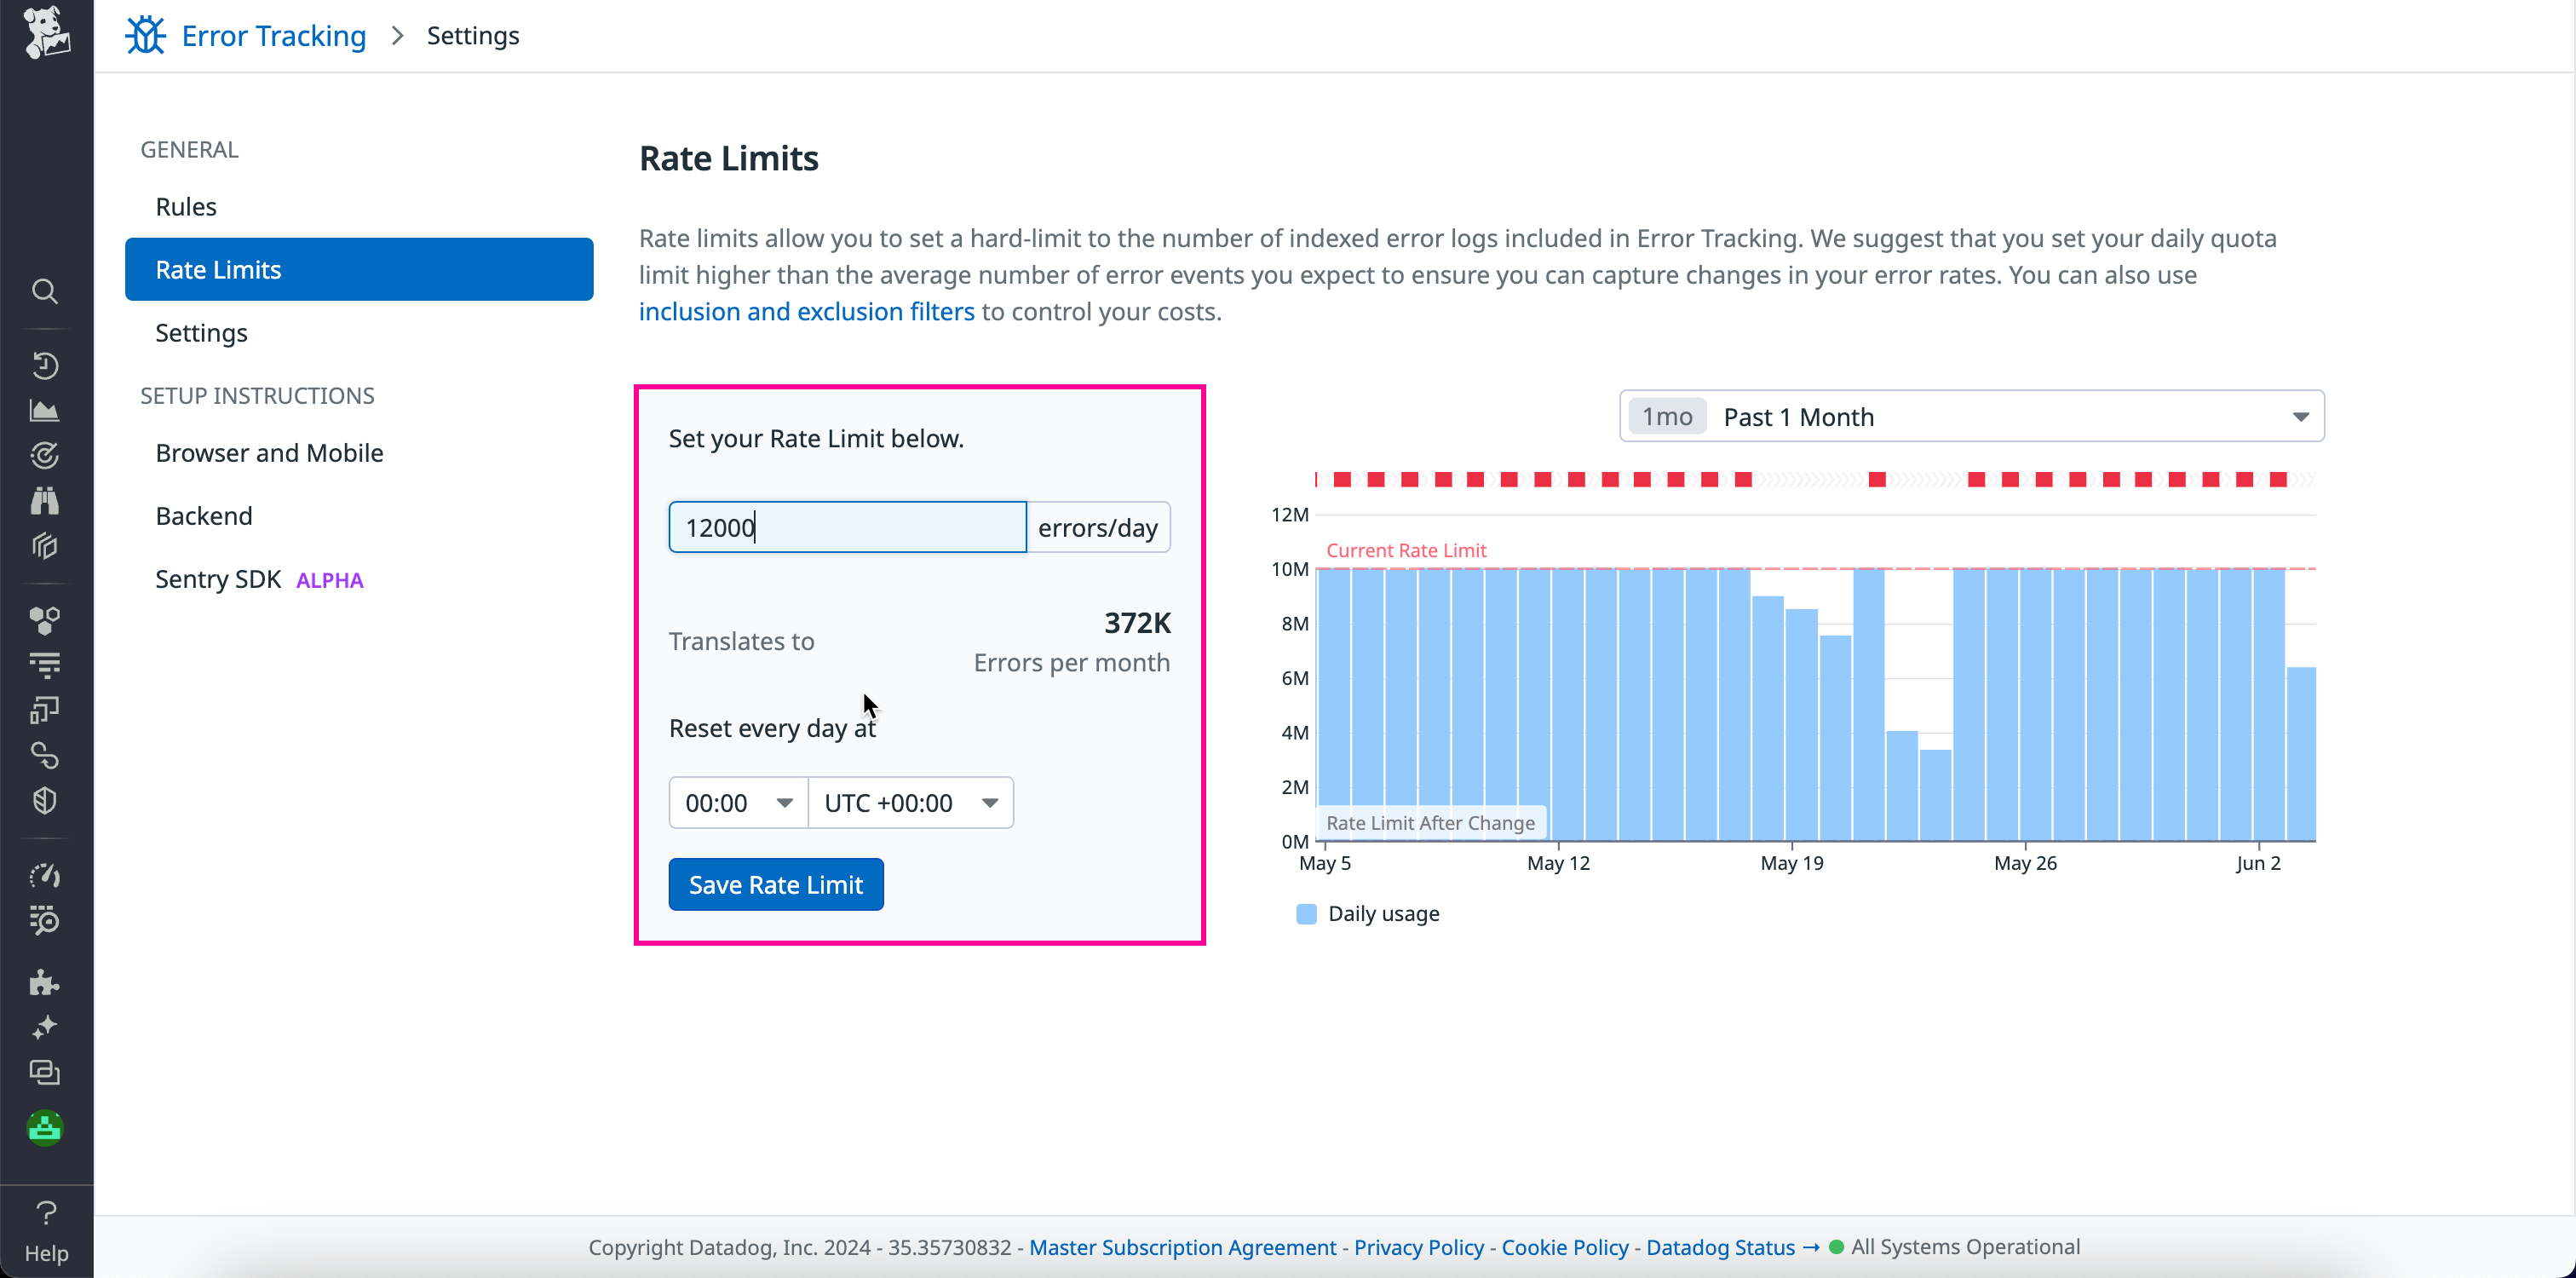 Error Tracking > Settings
GENERAL
Rules
Rate Limits
Settings
SETUP INSTRUCTIONS
Browser and Mobile
Backend
Sentry SDK ALPHA
Help
Rate Limits
Rate limits allow you to set a hard-limit to the number of indexed error logs included in Error Tracking. We suggest that you set your daily quota
limit higher than the average number of error events you expect to ensure you can capture changes in your error rates. You can also use
inclusion and exclusion filters to control your costs.
Set your Rate Limit below.
12000 errors/day
Translates to
372K
Errors per month
Reset every day at
00:00 UTC +00:00
Save Rate Limit
1mo Past 1 Month
12M
Current Rate Limit
10M
8M
6M
4M
2M
Rate Limit After Change
0M
May 5 May 12 May 19 May 26 Jun 2
Daily usage
Copyright Datadog, Inc. 2024 - 35.35730832 - Master Subscription Agreement - Privacy Policy - Cookie Policy - Datadog Status → All Systems Operational